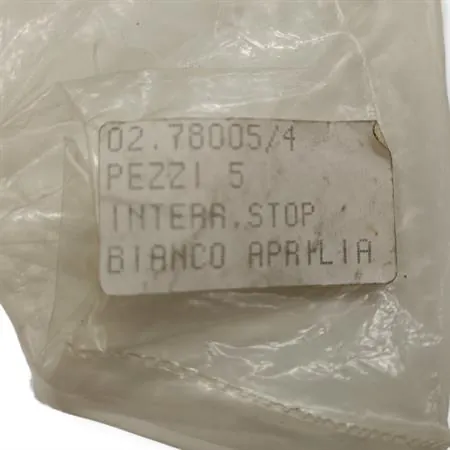 02.78005/4
PEZZI 5
INTERR.STOP
BIANCO APRILIA